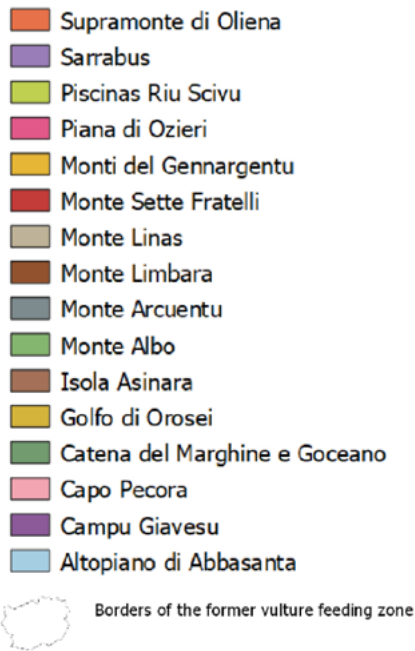 Supramonte di Oliena
Sarrabus
Piscinas Riu Scivu
Piana di Ozieri
Monti del Gennargentu
Monte Sette Fratelli
Monte Linas
Monte Limbara
Monte Arcuentu
Monte Albo
Isola Asinara
Golfo di Orosei
Catena del Marghine e Goceano
Capo Pecora
Campu Giavesu
Altopiano di Abbasanta
Borders of the former vulture feeding zone